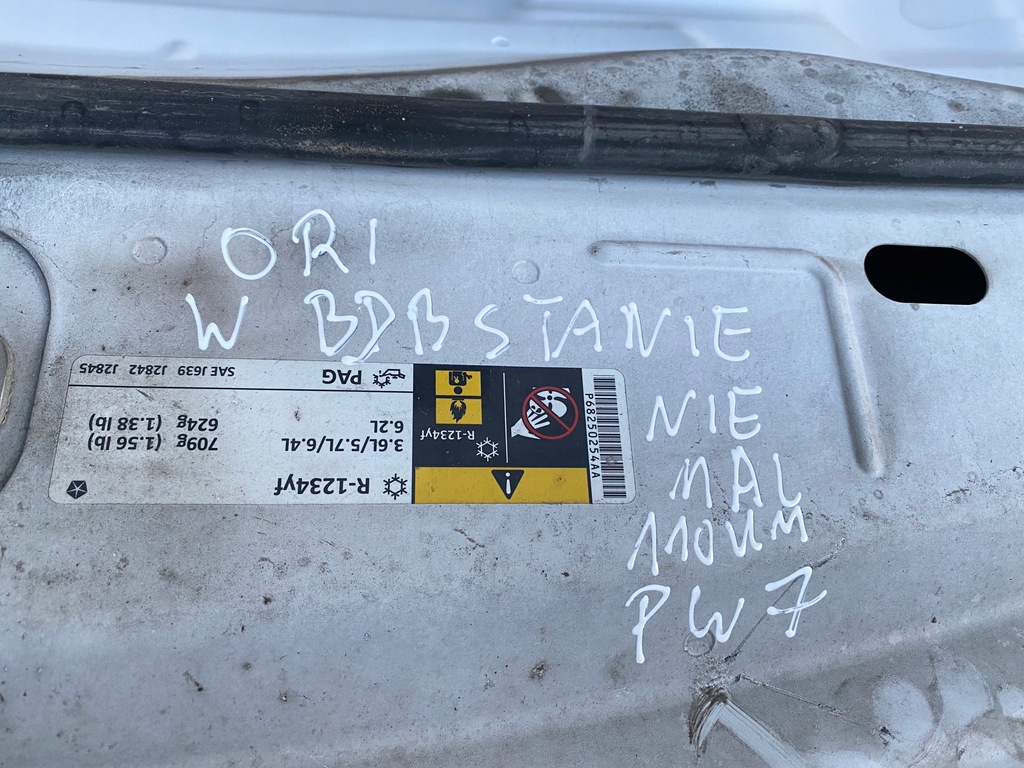 ORI
W BDB STANIE
NIE
MAL
110UM
PW7
R-1234yf
3.6L/5.7L/6.4L 709g (1.56 lb)
6.2L 624g (1.38 lb)
PAG SAE J639 J2842 J2845
R-1234yf
P68250254AA